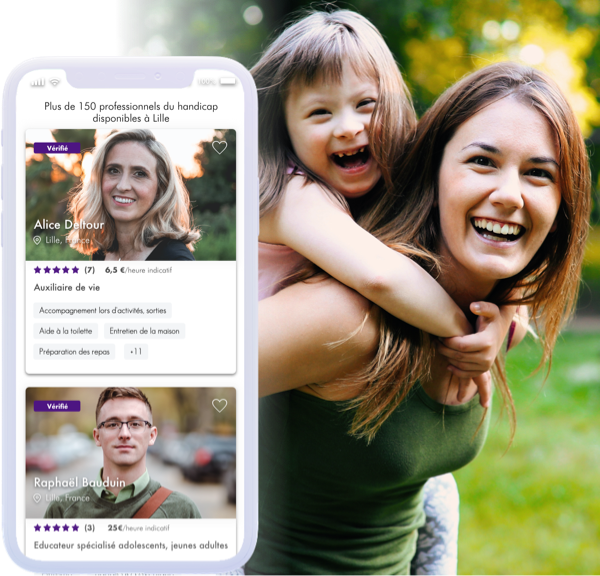 100%
Plus de 150 professionnels du handicap
disponibles à Lille
Vérifié
Alice Deltour
Lille, France
(7) 6,5 €/heure indicatif
Auxiliaire de vie
Accompagnement lors d'activités, sorties
Aide à la toilette Entretien de la maison
Préparation des repas +11
Vérifié
Raphaël Bauduin
Lille, France
(3) 25€/heure indicatif
Educateur spécialisé adolescents, jeunes adultes